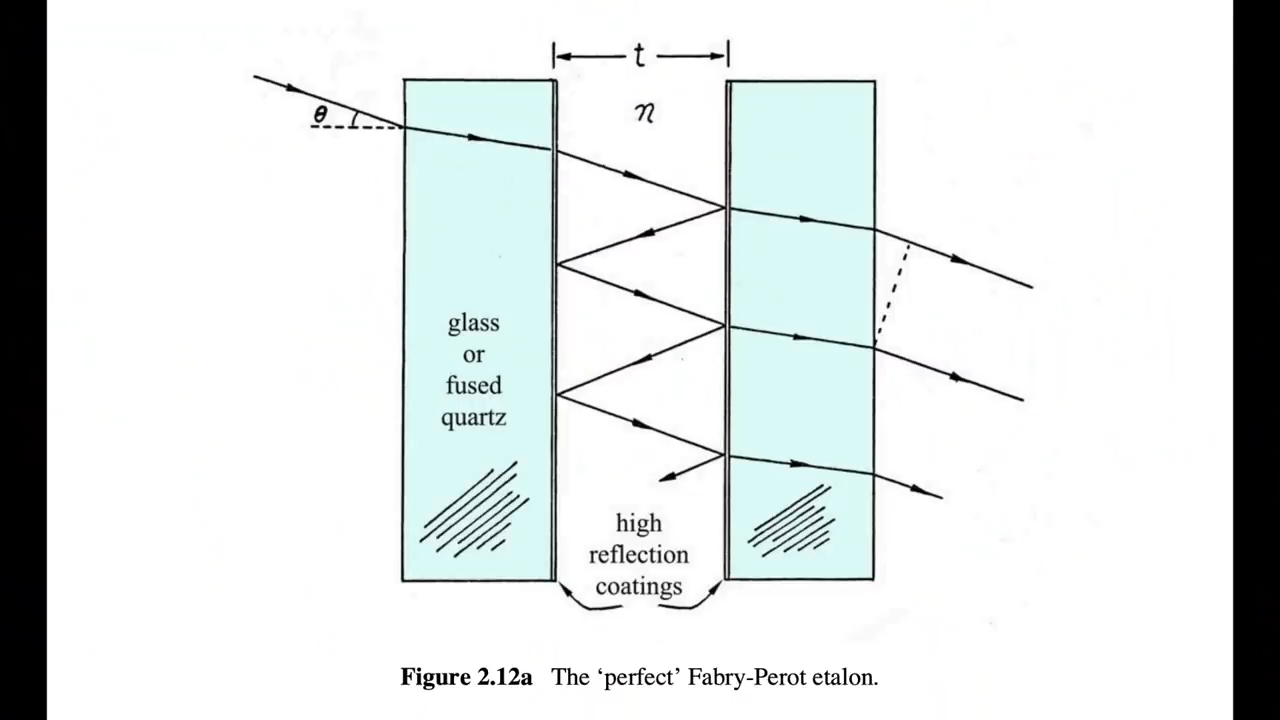 t
η
θ
glass
or
fused
quartz
high
reflection
coatings
Figure 2.12a The ‘perfect’ Fabry-Perot etalon.